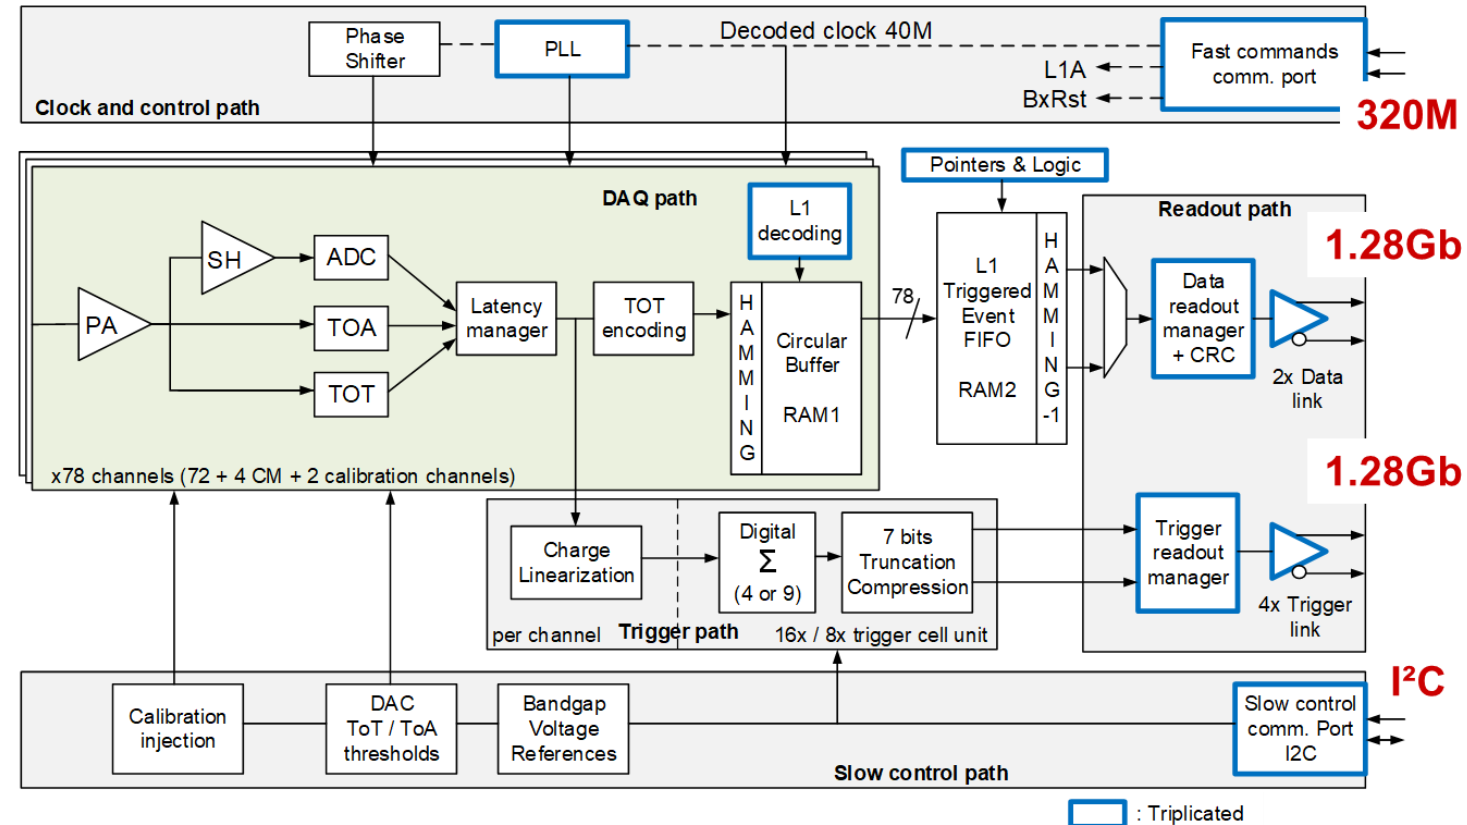 Phase
Shifter
PLL
Decoded clock 40M
L1A
BxRst
Fast commands
comm. port
Clock and control path
320M
DAQ path
L1
decoding
Pointers & Logic
Readout path
1.28Gb
SH
ADC
PA
TOA
TOT
Latency
manager
TOT
encoding
HAMMING
Circular
Buffer
RAM1
78
L1
Triggered
Event
FIFO
RAM2
HAMMING-1
Data
readout
manager
+ CRC
2x Data
link
x78 channels (72 + 4 CM + 2 calibration channels)
1.28Gb
Charge
Linearization
Digital
Σ
(4 or 9)
7 bits
Truncation
Compression
Trigger
readout
manager
4x Trigger
link
per channel
Trigger path
16x / 8x trigger cell unit
I²C
Calibration
injection
DAC
ToT / ToA
thresholds
Bandgap
Voltage
References
Slow control
comm. Port
I2C
Slow control path
: Triplicated